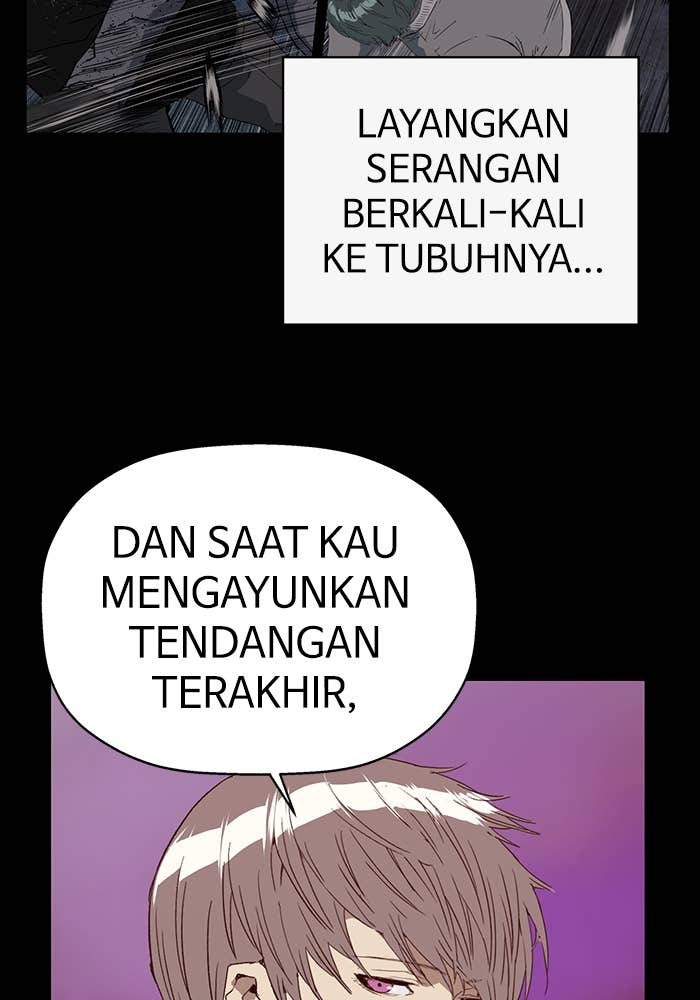 LAYANGKAN
SERANGAN
BERKALI-KALI
KE TUBUHNYA...
DAN SAAT KAU
MENGAYUNKAN
TENDANGAN
TERAKHIR,